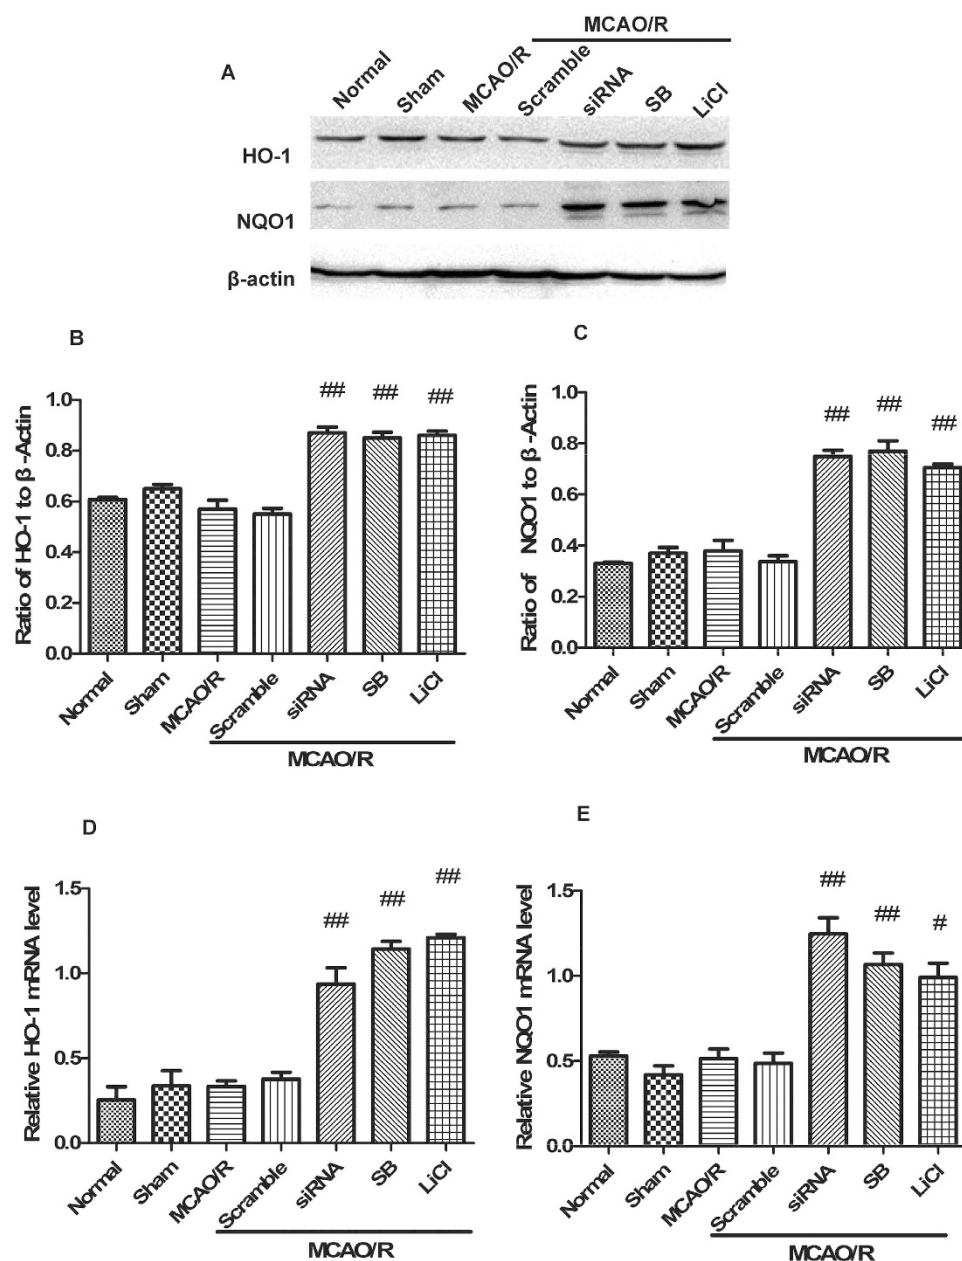 MCAO/R
A
Normal
Sham
MCAO/R
Scramble
siRNA
SB
LiCl
HO-1
NQO1
β-actin
B
Ratio of HO-1 to β-Actin
1.0
0.8
0.6
0.4
0.2
0.0
## ## ##
Normal
Sham
MCAO/R
Scramble
siRNA
SB
LiCl
MCAO/R
C
Ratio of NQO1 to β-Actin
1.0
0.8
0.6
0.4
0.2
0.0
## ## ##
Normal
Sham
MCAO/R
Scramble
siRNA
SB
LiCl
MCAO/R
D
Relative HO-1 mRNA level
1.5
1.0
0.5
0.0
## ## ##
Normal
Sham
MCAO/R
Scramble
siRNA
SB
LiCl
MCAO/R
E
Relative NQO1 mRNA level
1.5
1.0
0.5
0.0
## ## #
Normal
Sham
MCAO/R
Scramble
siRNA
SB
LiCl
MCAO/R